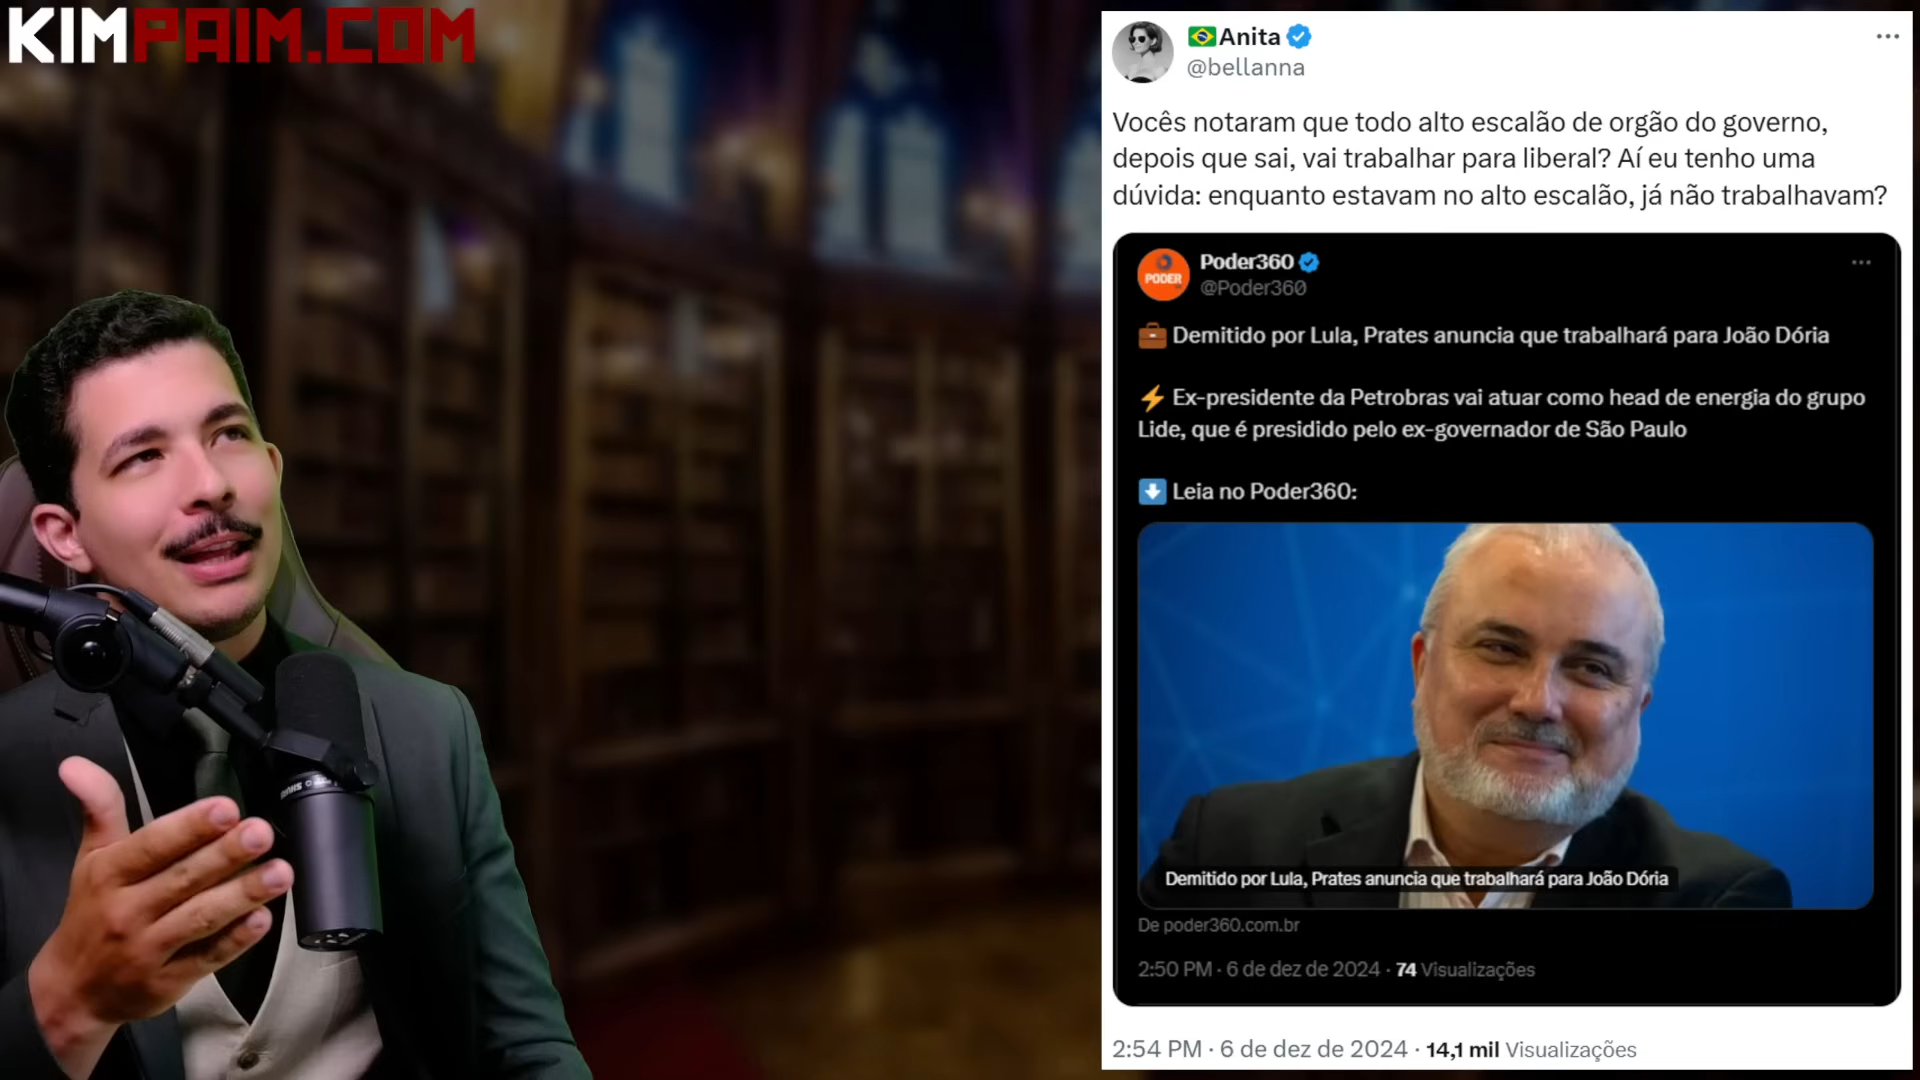 KIMPAIM.COM
Anita
@bellanna
Vocês notaram que todo alto escalão de orgão do governo,
depois que sai, vai trabalhar para liberal? Aí eu tenho uma
dúvida: enquanto estavam no alto escalão, já não trabalhavam?
PODER
Poder360
@Poder360
Demitido por Lula, Prates anuncia que trabalhará para João Dória
Ex-presidente da Petrobras vai atuar como head de energia do grupo
Lide, que é presidido pelo ex-governador de São Paulo
Leia no Poder360:
Demitido por Lula, Prates anuncia que trabalhará para João Dória
De poder360.com.br
2:50 PM · 6 de dez de 2024 · 74 Visualizações
2:54 PM · 6 de dez de 2024 · 14,1 mil Visualizações